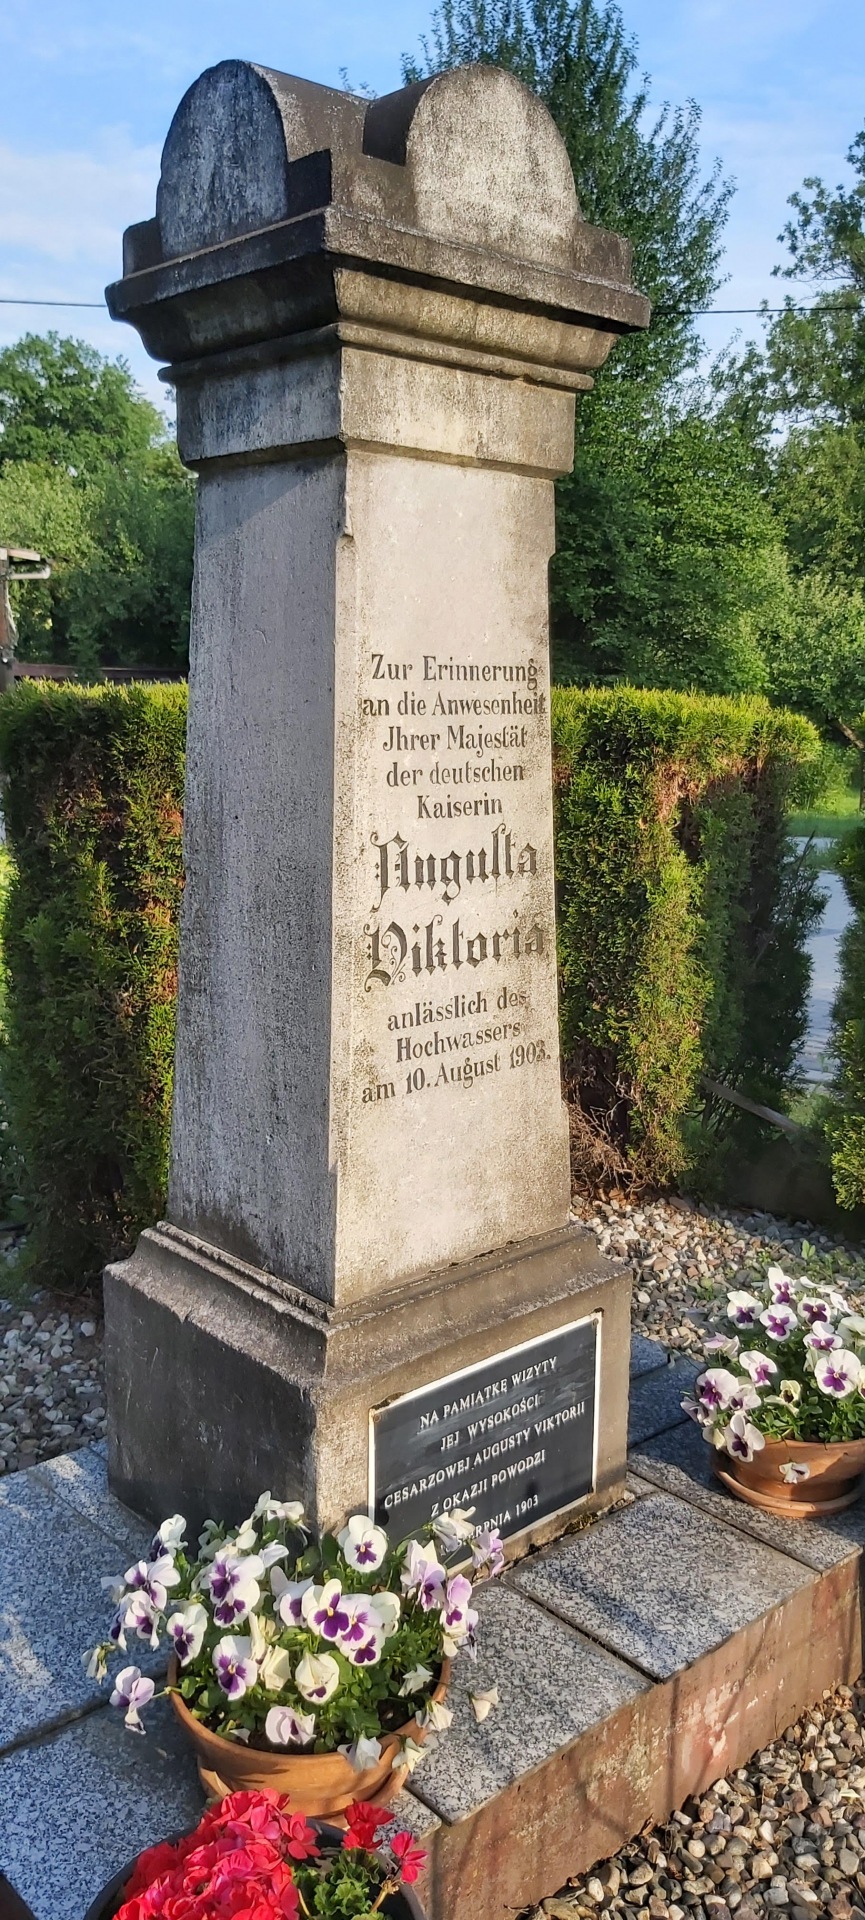 Zur Erinnerung
an die Anwesenheit
Jhrer Majestät
der deutschen
Kaiserin
Augusta
Viktoria
anlässlich des
Hochwassers
am 10. August 1903.
NA PAMIĄTKĘ WIZYTY
JEJ WYSOKOŚCI
CESARZOWEJ AUGUSTY VIKTORII
Z OKAZJI POWODZI
1903